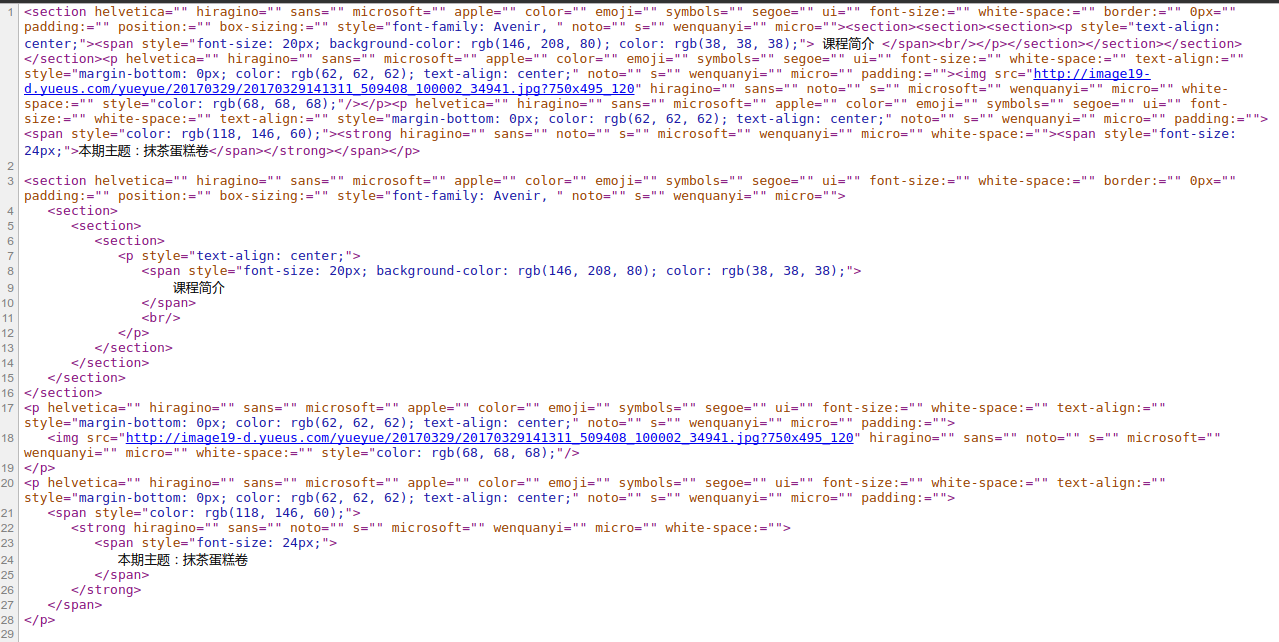 1 <section helvetica="" hiragino="" sans="" microsoft="" apple="" color="" emoji="" symbols="" segoe="" ui="" font-size:="" white-space:="" border:="" 0px=""
padding:="" position:="" box-sizing:="" style="font-family: Avenir, " noto="" s="" wenquanyi="" micro=""><section><section><p style="text-align:
center;"><span style="font-size: 20px; background-color: rgb(146, 208, 80); color: rgb(38, 38, 38);"> 课程简介 </span><br/></p></section></section></section>
</section><p helvetica="" hiragino="" sans="" microsoft="" apple="" color="" emoji="" symbols="" segoe="" ui="" font-size:="" white-space:="" text-align:=""
style="margin-bottom: 0px; color: rgb(62, 62, 62); text-align: center;" noto="" s="" wenquanyi="" micro="" padding:=""><img src="http://image19-
d.yueus.com/yueyue/20170329/20170329141311_509408_100002_34941.jpg?750x495_120" hiragino="" sans="" noto="" s="" microsoft="" wenquanyi="" micro="" white-
space:="" style="color: rgb(68, 68, 68);"/></p><p helvetica="" hiragino="" sans="" microsoft="" apple="" color="" emoji="" symbols="" segoe="" ui="" font-
size:="" white-space:="" text-align:="" style="margin-bottom: 0px; color: rgb(62, 62, 62); text-align: center;" noto="" s="" wenquanyi="" micro="" padding:="">
<span style="color: rgb(118, 146, 60);"><strong hiragino="" sans="" noto="" s="" microsoft="" wenquanyi="" micro="" white-space:=""><span style="font-size:
24px;">本期主题：抹茶蛋糕卷</span></strong></span></p>
2
3 <section helvetica="" hiragino="" sans="" microsoft="" apple="" color="" emoji="" symbols="" segoe="" ui="" font-size:="" white-space:="" border:="" 0px=""
padding:="" position:="" box-sizing:="" style="font-family: Avenir, " noto="" s="" wenquanyi="" micro="">
4 <section>
5 <section>
6 <section>
7 <p style="text-align: center;">
8 <span style="font-size: 20px; background-color: rgb(146, 208, 80); color: rgb(38, 38, 38);">
9 课程简介
10 </span>
11 <br/>
12 </p>
13 </section>
14 </section>
15 </section>
16 </section>
17 <p helvetica="" hiragino="" sans="" microsoft="" apple="" color="" emoji="" symbols="" segoe="" ui="" font-size:="" white-space:="" text-align:=""
style="margin-bottom: 0px; color: rgb(62, 62, 62); text-align: center;" noto="" s="" wenquanyi="" micro="" padding:="">
18 <img src="http://image19-d.yueus.com/yueyue/20170329/20170329141311_509408_100002_34941.jpg?750x495_120" hiragino="" sans="" noto="" s="" microsoft=""
wenquanyi="" micro="" white-space:="" style="color: rgb(68, 68, 68);"/>
19 </p>
20 <p helvetica="" hiragino="" sans="" microsoft="" apple="" color="" emoji="" symbols="" segoe="" ui="" font-size:="" white-space:="" text-align:=""
style="margin-bottom: 0px; color: rgb(62, 62, 62); text-align: center;" noto="" s="" wenquanyi="" micro="" padding:="">
21 <span style="color: rgb(118, 146, 60);">
22 <strong hiragino="" sans="" noto="" s="" microsoft="" wenquanyi="" micro="" white-space:="">
23 <span style="font-size: 24px;">
24 本期主题：抹茶蛋糕卷
25 </span>
26 </strong>
27 </span>
28 </p>
29